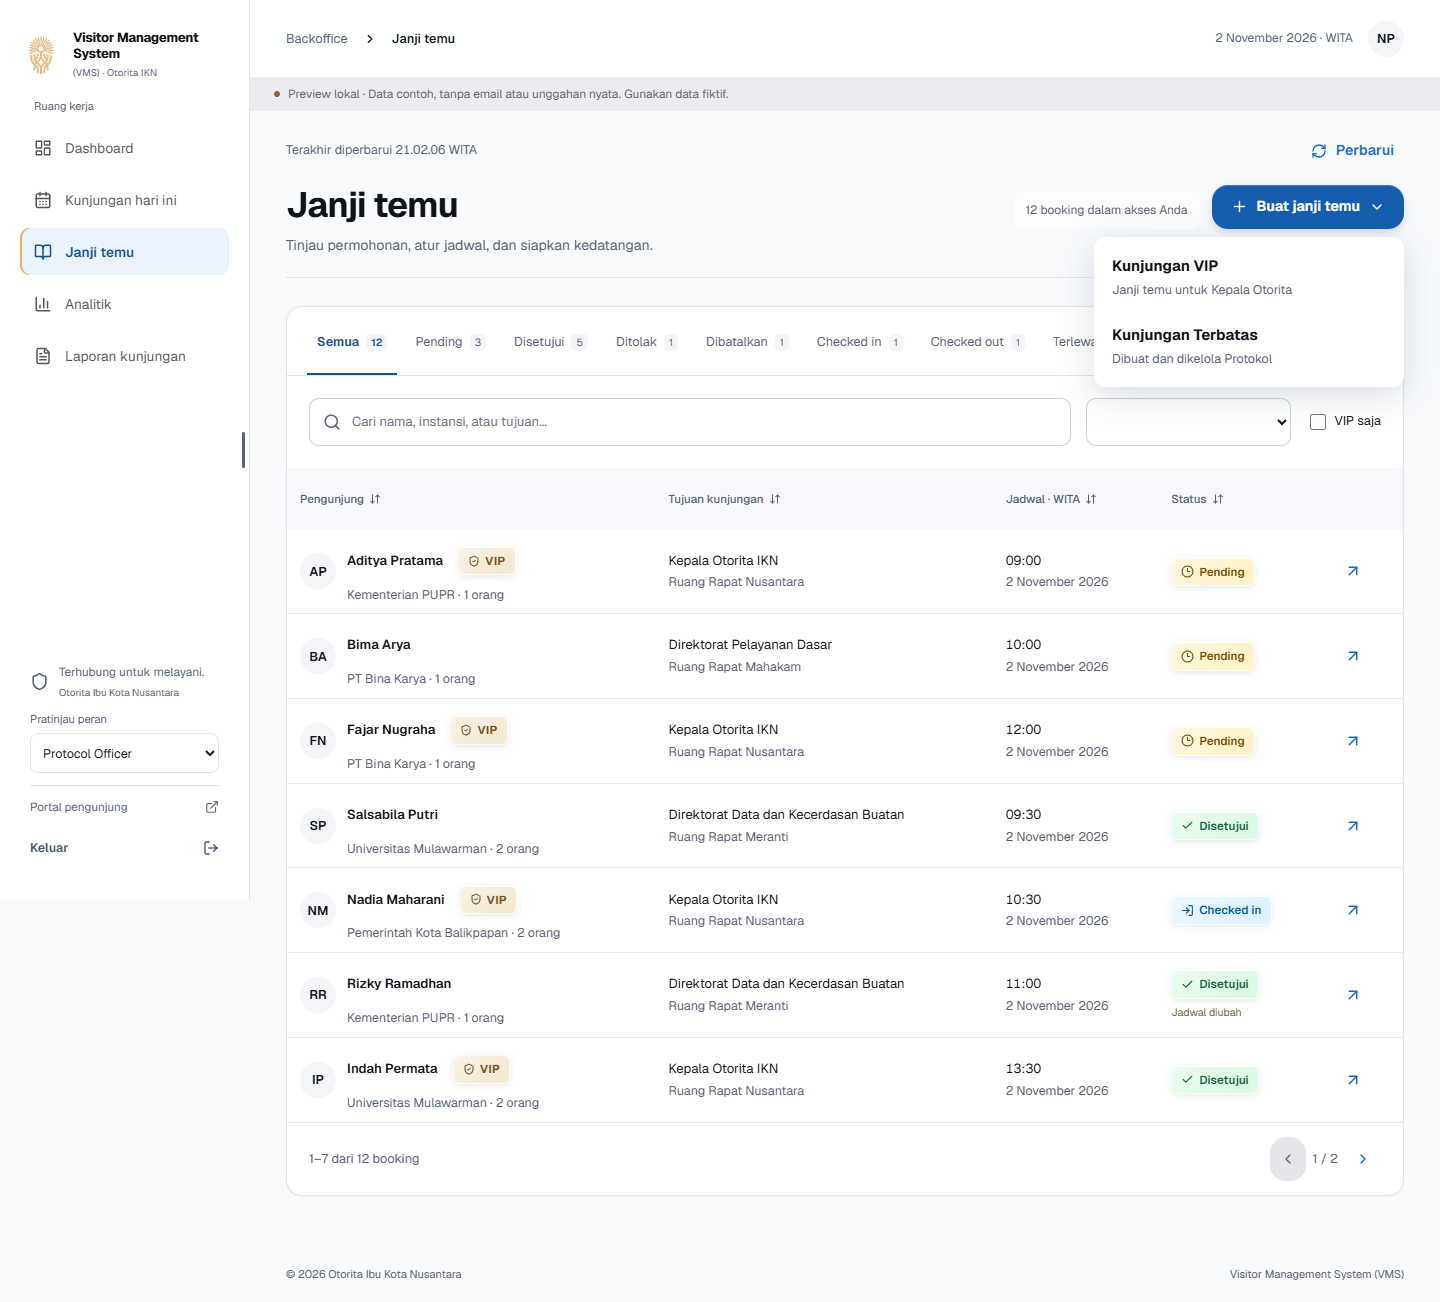 Visitor Management
System
(VMS) · Otorita IKN
Ruang kerja
Dashboard
Kunjungan hari ini
Janji temu
Analitik
Laporan kunjungan
Terhubung untuk melayani.
Otorita Ibu Kota Nusantara
Pratinjau peran
Protocol Officer
Portal pengunjung
Keluar
Backoffice
Janji temu
2 November 2026 · WITA
NP
Preview lokal · Data contoh, tanpa email atau unggahan nyata. Gunakan data fiktif.
Terakhir diperbarui 21.02.06 WITA
Perbarui
Janji temu
12 booking dalam akses Anda
Buat janji temu
Tinjau permohonan, atur jadwal, dan siapkan kedatangan.
Kunjungan VIP
Janji temu untuk Kepala Otorita
Kunjungan Terbatas
Dibuat dan dikelola Protokol
Semua 12
Pending 3
Disetujui 5
Ditolak 1
Dibatalkan 1
Checked in 1
Checked out 1
Terlewa
Cari nama, instansi, atau tujuan...
VIP saja
Pengunjung
Tujuan kunjungan
Jadwal · WITA
Status
AP
Aditya Pratama
VIP
Kementerian PUPR · 1 orang
Kepala Otorita IKN
Ruang Rapat Nusantara
09:00
2 November 2026
Pending
BA
Bima Arya
PT Bina Karya · 1 orang
Direktorat Pelayanan Dasar
Ruang Rapat Mahakam
10:00
2 November 2026
Pending
FN
Fajar Nugraha
VIP
PT Bina Karya · 1 orang
Kepala Otorita IKN
Ruang Rapat Nusantara
12:00
2 November 2026
Pending
SP
Salsabila Putri
Universitas Mulawarman · 2 orang
Direktorat Data dan Kecerdasan Buatan
Ruang Rapat Meranti
09:30
2 November 2026
Disetujui
NM
Nadia Maharani
VIP
Pemerintah Kota Balikpapan · 2 orang
Kepala Otorita IKN
Ruang Rapat Nusantara
10:30
2 November 2026
Checked in
RR
Rizky Ramadhan
Kementerian PUPR · 1 orang
Direktorat Data dan Kecerdasan Buatan
Ruang Rapat Meranti
11:00
2 November 2026
Disetujui
Jadwal diubah
IP
Indah Permata
VIP
Universitas Mulawarman · 2 orang
Kepala Otorita IKN
Ruang Rapat Nusantara
13:30
2 November 2026
Disetujui
1–7 dari 12 booking
1 / 2
© 2026 Otorita Ibu Kota Nusantara
Visitor Management System (VMS)